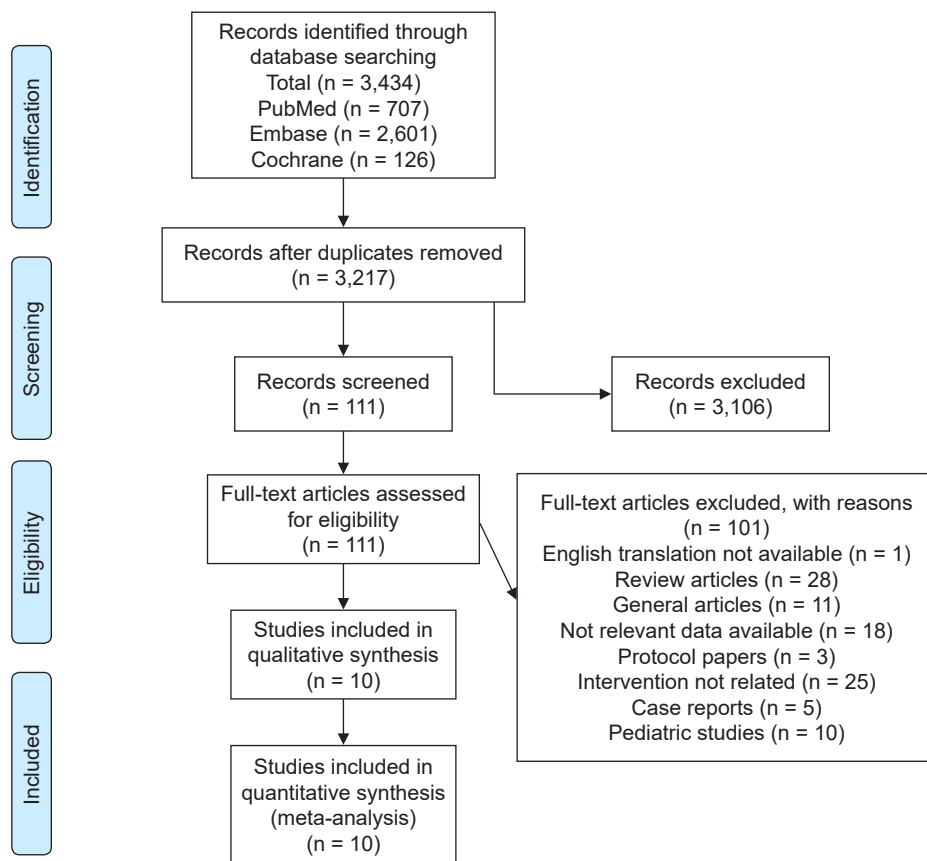 Identification
Records identified through
database searching
Total (n = 3,434)
PubMed (n = 707)
Embase (n = 2,601)
Cochrane (n = 126)
Records after duplicates removed
(n = 3,217)
Screening
Records screened
(n = 111)
Records excluded
(n = 3,106)
Eligibility
Full-text articles assessed
for eligibility
(n = 111)
Full-text articles excluded, with reasons
(n = 101)
English translation not available (n = 1)
Review articles (n = 28)
General articles (n = 11)
Not relevant data available (n = 18)
Protocol papers (n = 3)
Intervention not related (n = 25)
Case reports (n = 5)
Pediatric studies (n = 10)
Studies included in
qualitative synthesis
(n = 10)
Included
Studies included in
quantitative synthesis
(meta-analysis)
(n = 10)